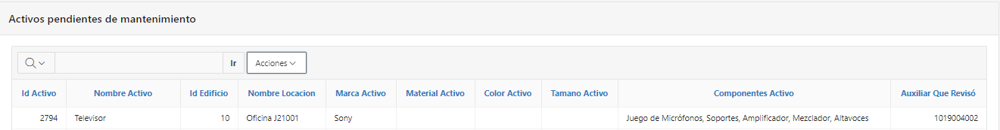 Activos pendientes de mantenimiento
Ir Acciones
Id Activo Nombre Activo Id Edificio Nombre Locacion Marca Activo Material Activo Color Activo Tamano Activo Componentes Activo Auxiliar Que Revisó
2794 Televisor 10 Oficina J21001 Sony Juego de Micrófonos, Soportes, Amplificador, Mezclador, Altavoces 1019004002